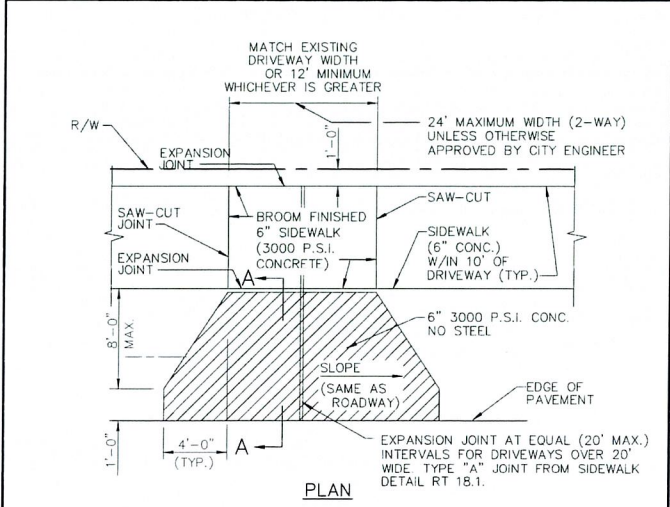 MATCH EXISTING
DRIVEWAY WIDTH
OR 12' MINIMUM
WHICHEVER IS GREATER
R/W
1'-0"
24' MAXIMUM WIDTH (2-WAY)
UNLESS OTHERWISE
APPROVED BY CITY ENGINEER
EXPANSION
JOINT
SAW-CUT
JOINT
BROOM FINISHED
6" SIDEWALK
(3000 P.S.I.
CONCRETE)
SAW-CUT
SIDEWALK
(6" CONC.)
W/IN 10' OF
DRIVEWAY (TYP.)
EXPANSION
JOINT
A
8'-0"
MAX.
6" 3000 P.S.I. CONC.
NO STEEL
SLOPE
(SAME AS
ROADWAY)
EDGE OF
PAVEMENT
1'-0"
4'-0"
(TYP.)
A
EXPANSION JOINT AT EQUAL (20' MAX.)
INTERVALS FOR DRIVEWAYS OVER 20'
WIDE. TYPE "A" JOINT FROM SIDEWALK
DETAIL RT 18.1.
PLAN